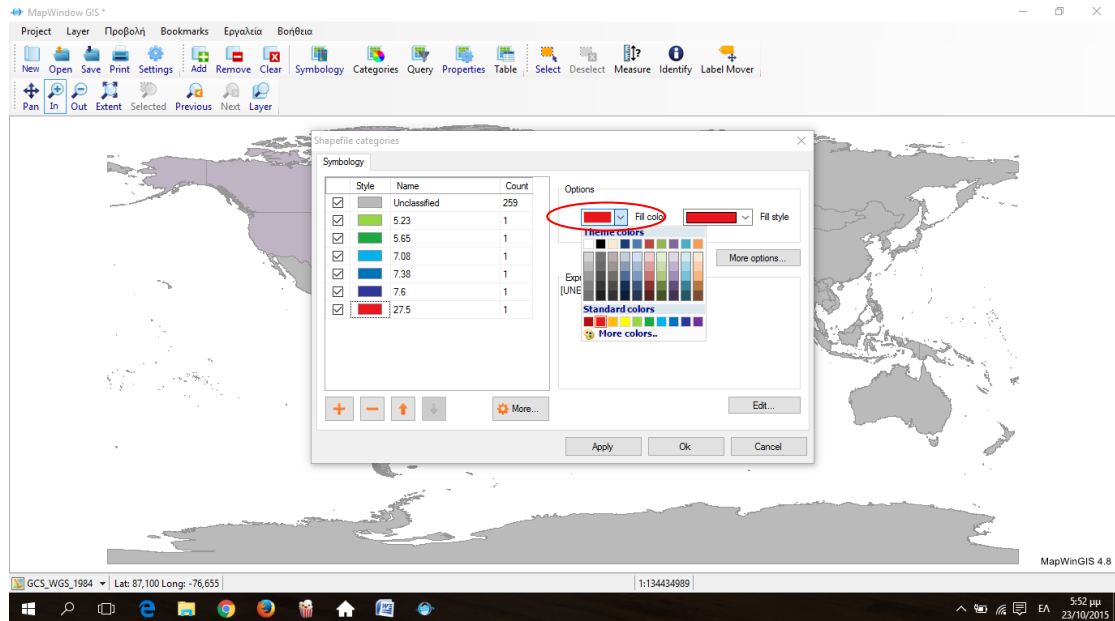 MapWindow GIS *
Project Layer Προβολή Bookmarks Εργαλεία Βοήθεια
New Open Save Print Settings Add Remove Clear Symbology Categories Query Properties Table Select Deselect Measure Identify Label Mover
Pan In Out Extent Selected Previous Next Layer
Shapefile categories
Symbology
Style Name Count
Unclassified 259
5.23 1
5.65 1
7.08 1
7.38 1
7.6 1
27.5 1
Options
Fill color Fill style
Theme colors
More options...
[UNE
Standard colors
More colors..
More...
Edit...
Apply Ok Cancel
MapWinGIS 4.8
GCS_WGS_1984 Lat: 87,100 Long: -76,655 1:134434989
ΕΛ 5:52 μμ
23/10/2015